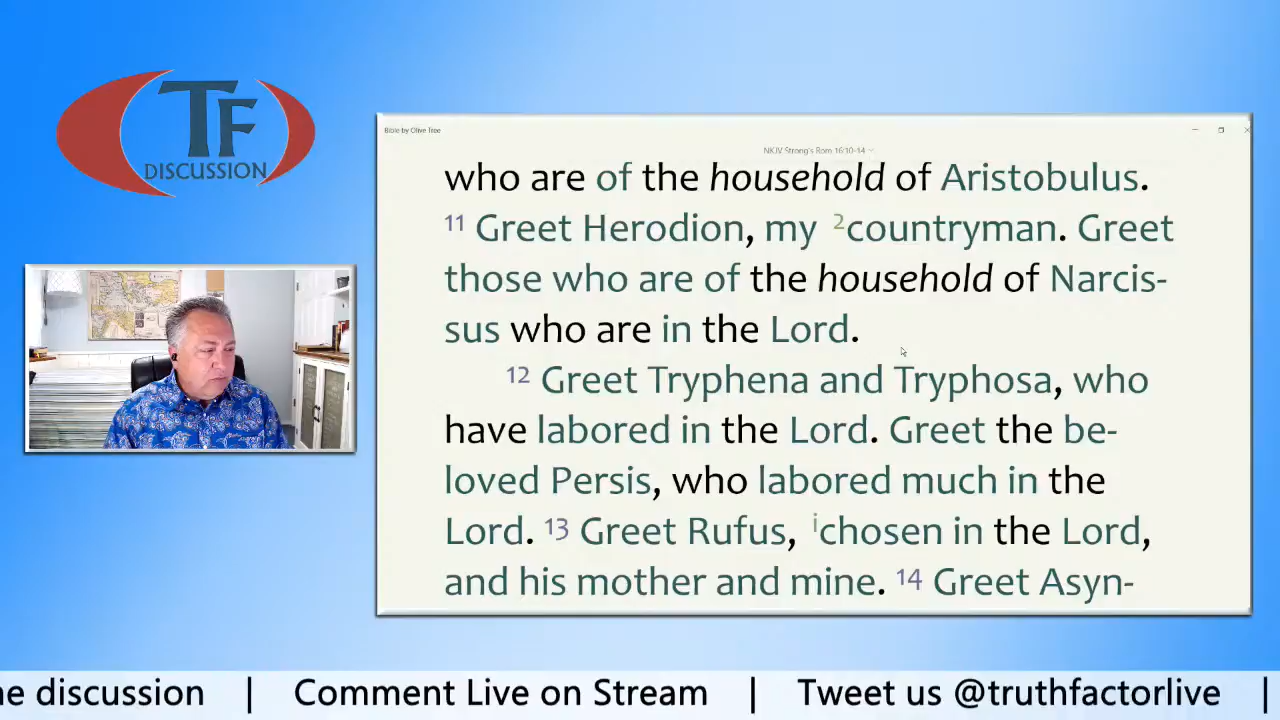 TF
DISCUSSION
Bible by Olive Tree
NKJV Strong's Rom 16:10-14
who are of the household of Aristobulus.
11 Greet Herodion, my 2countryman. Greet
those who are of the household of Narcis-
sus who are in the Lord.
12 Greet Tryphena and Tryphosa, who
have labored in the Lord. Greet the be-
loved Persis, who labored much in the
Lord. 13 Greet Rufus, ichosen in the Lord,
and his mother and mine. 14 Greet Asyn-
he discussion | Comment Live on Stream | Tweet us @truthfactorlive |